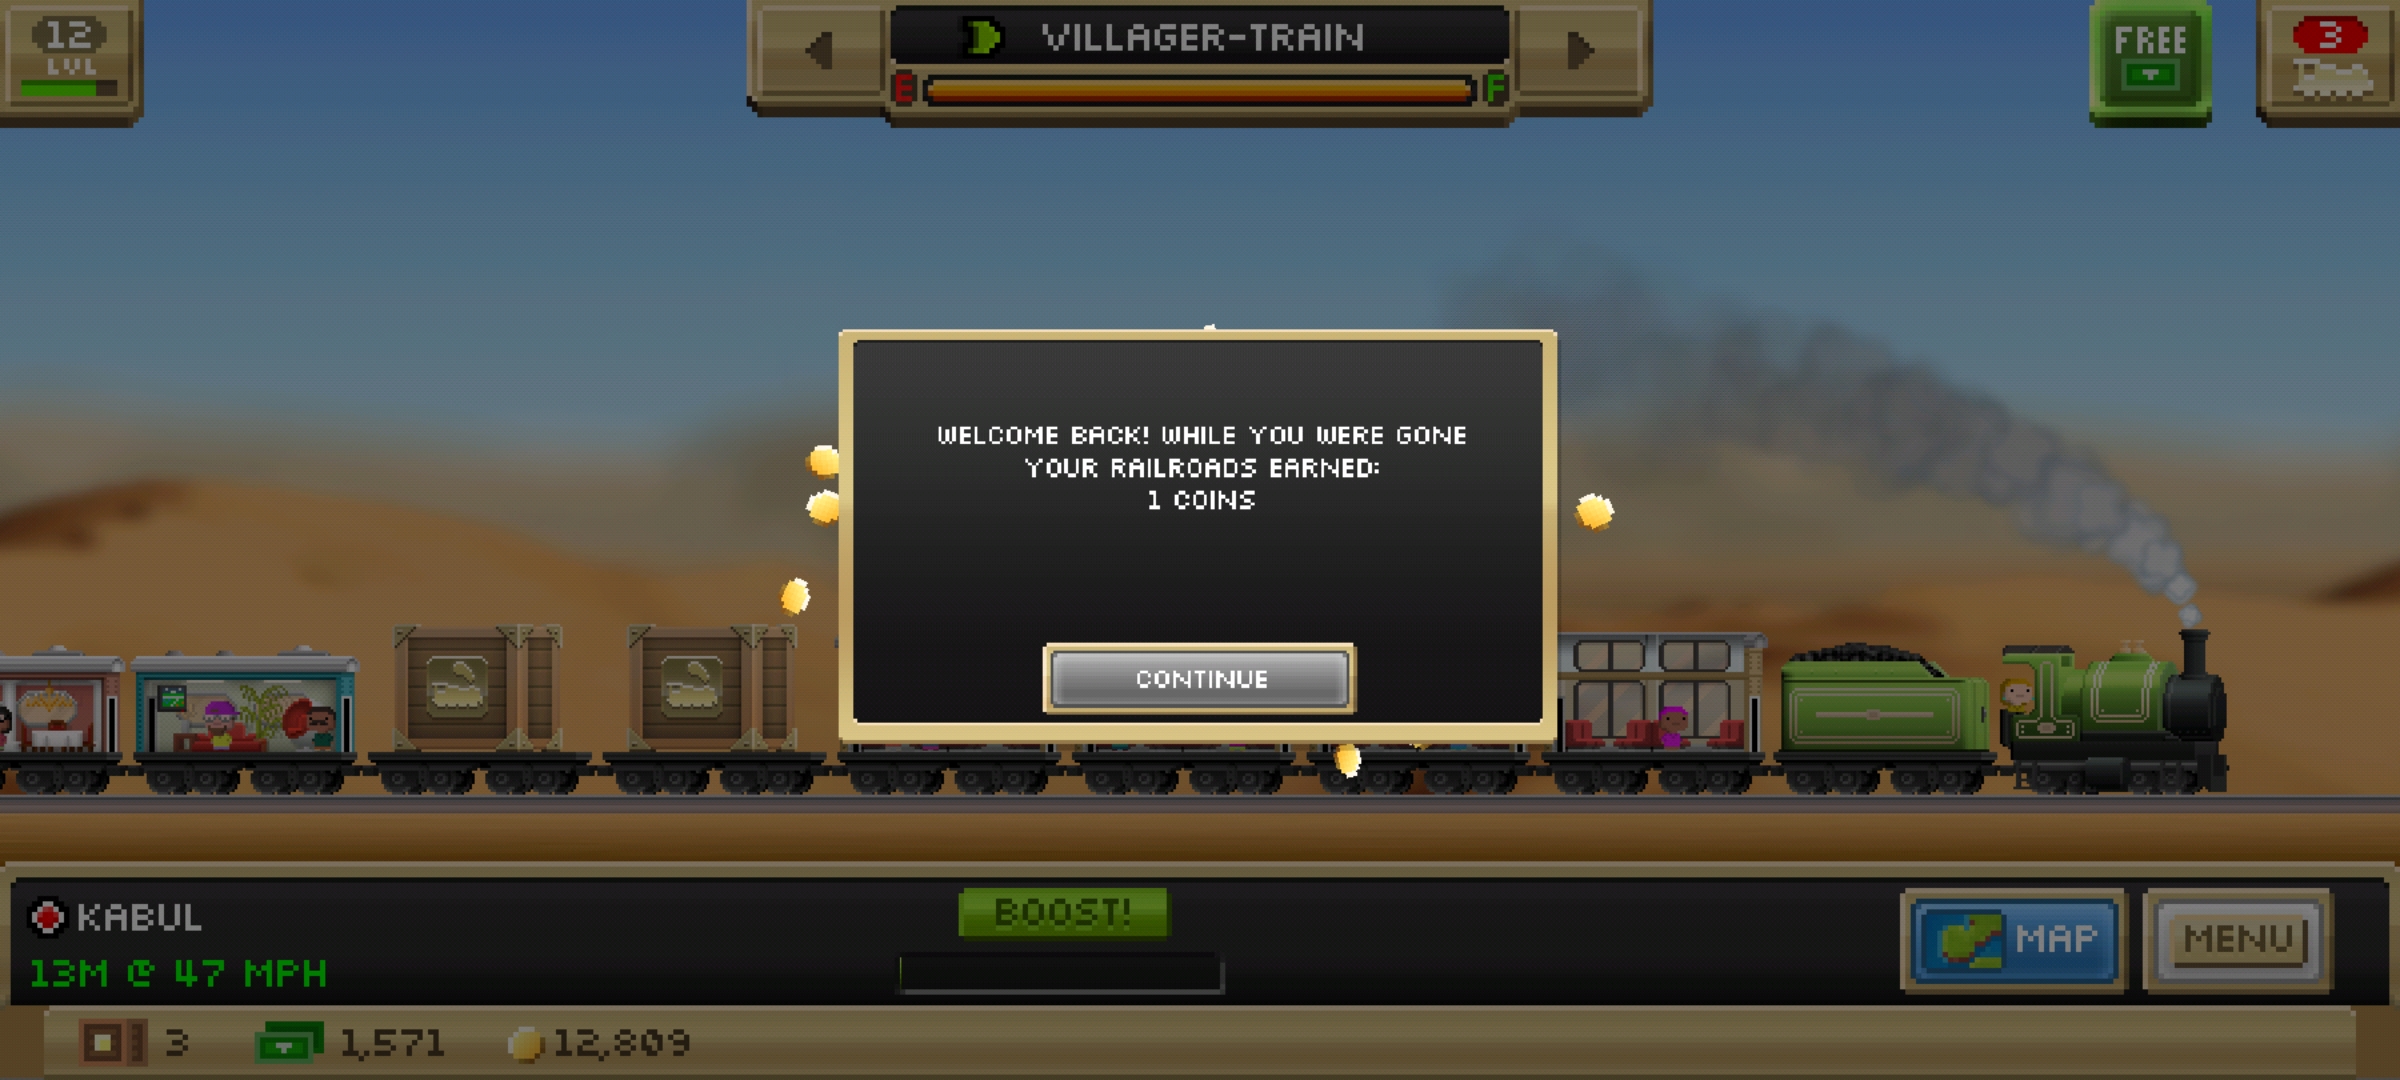 12
LVL
VILLAGER-TRAIN
E F
FREE
3
WELCOME BACK! WHILE YOU WERE GONE
YOUR RAILROADS EARNED:
1 COINS
CONTINUE
KABUL
13M @ 47 MPH
BOOST!
MAP
MENU
3 1,571 12,809